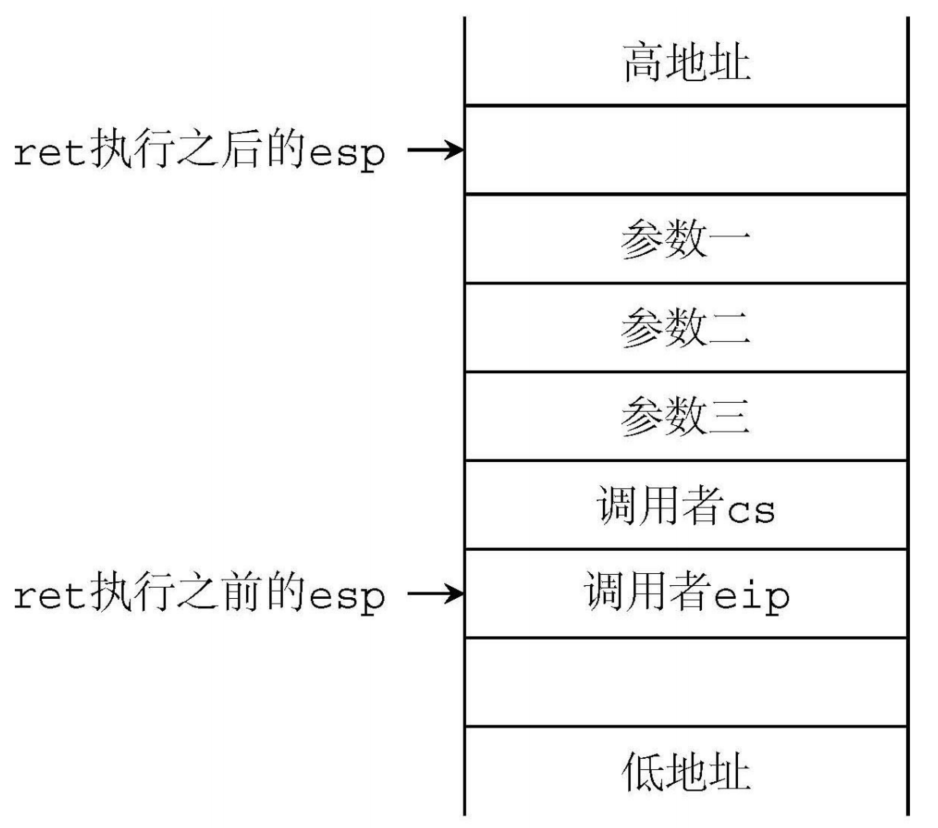 高地址
ret执行之后的esp
参数一
参数二
参数三
调用者cs
ret执行之前的esp
调用者eip
低地址